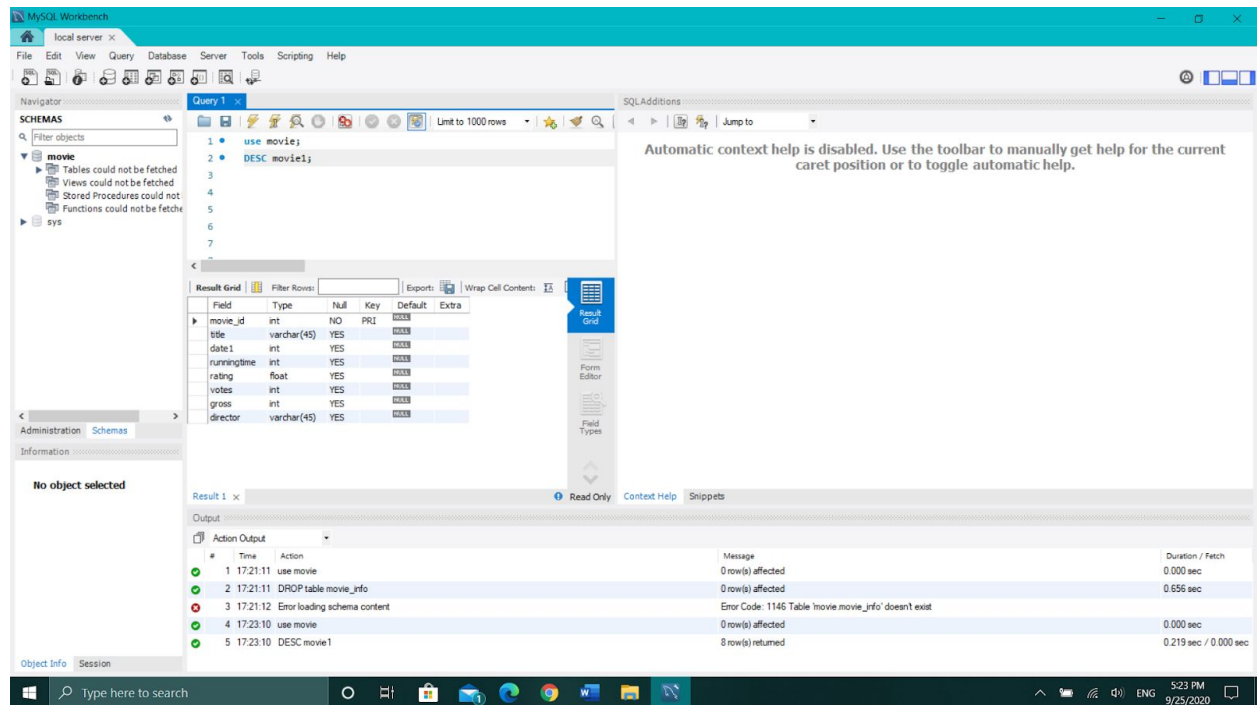 MySQL Workbench
local server ×
File Edit View Query Database Server Tools Scripting Help
Navigator
SCHEMAS
Filter objects
movie
Tables could not be fetched
Views could not be fetched
Stored Procedures could not
Functions could not be fetche
sys
Administration Schemas
Information
No object selected
Object Info Session
Query 1 ×
Limit to 1000 rows
1 use movie;
2 DESC movie1;
3
4
5
6
7
Result Grid Filter Rows: Export: Wrap Cell Content:
Field Type Null Key Default Extra
movie_id int NO PRI NULL
title varchar(45) YES NULL
date1 int YES NULL
runningtime int YES NULL
rating float YES NULL
votes int YES NULL
gross int YES NULL
director varchar(45) YES NULL
Result
Grid
Form
Editor
Field
Types
Result 1 × Read Only
SQLAdditions
Jump to
Automatic context help is disabled. Use the toolbar to manually get help for the current
caret position or to toggle automatic help.
Context Help Snippets
Output
Action Output
# Time Action Message Duration / Fetch
1 17:21:11 use movie 0 row(s) affected 0.000 sec
2 17:21:11 DROP table movie_info 0 row(s) affected 0.656 sec
3 17:21:12 Error loading schema content Error Code: 1146 Table 'movie.movie_info' doesn't exist
4 17:23:10 use movie 0 row(s) affected 0.000 sec
5 17:23:10 DESC movie1 8 row(s) returned 0.219 sec / 0.000 sec
Type here to search
ENG
5:23 PM
9/25/2020